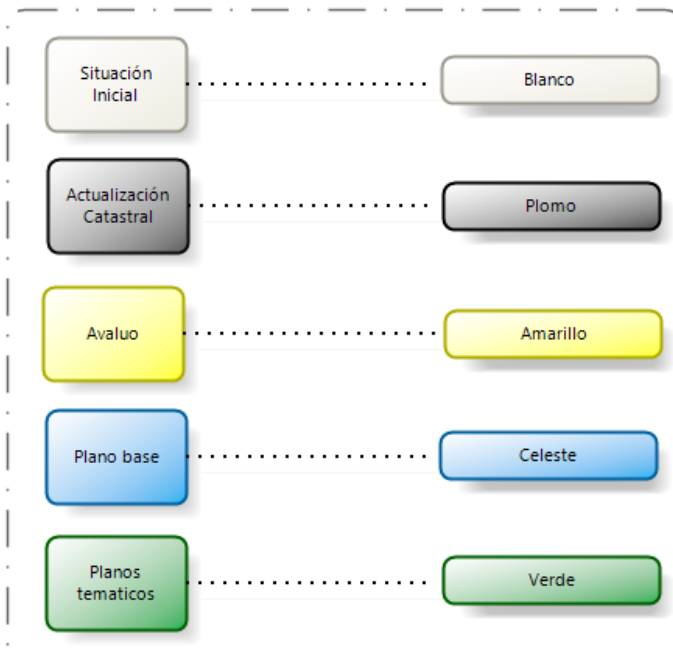 Situación
Inicial
Blanco
Actualización
Catastral
Plomo
Avaluo
Amarillo
Plano base
Celeste
Planos
tematicos
Verde